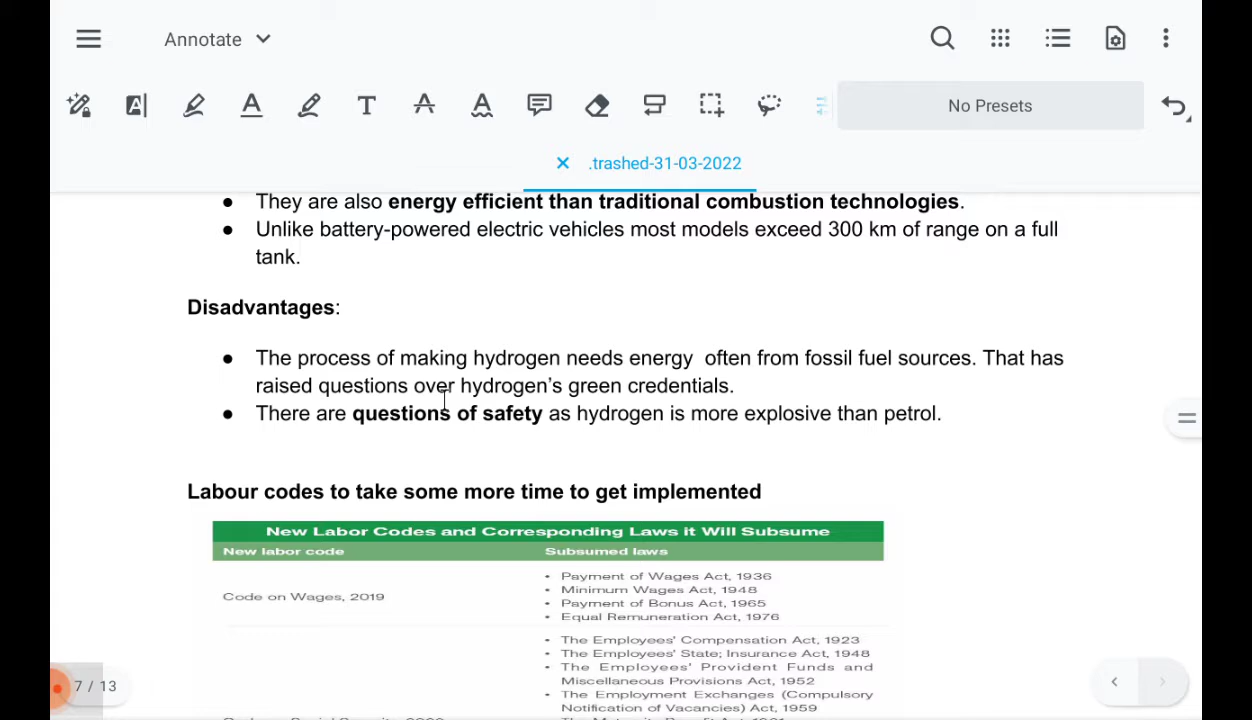 Annotate
No Presets
.trashed-31-03-2022
● They are also energy efficient than traditional combustion technologies.
● Unlike battery-powered electric vehicles most models exceed 300 km of range on a full
tank.
Disadvantages:
● The process of making hydrogen needs energy often from fossil fuel sources. That has
raised questions over hydrogen's green credentials.
● There are questions of safety as hydrogen is more explosive than petrol.
Labour codes to take some more time to get implemented
New Labor Codes and Corresponding Laws it Will Subsume
New labor code Subsumed laws
• Payment of Wages Act, 1936
• Minimum Wages Act, 1948
Code on Wages, 2019
• Payment of Bonus Act, 1965
• Equal Remuneration Act, 1976
• The Employees' Compensation Act, 1923
• The Employees' State; Insurance Act, 1948
• The Employees' Provident Funds and
Miscellaneous Provisions Act, 1952
• The Employment Exchanges (Compulsory
Notification of Vacancies) Act, 1959
7 / 13